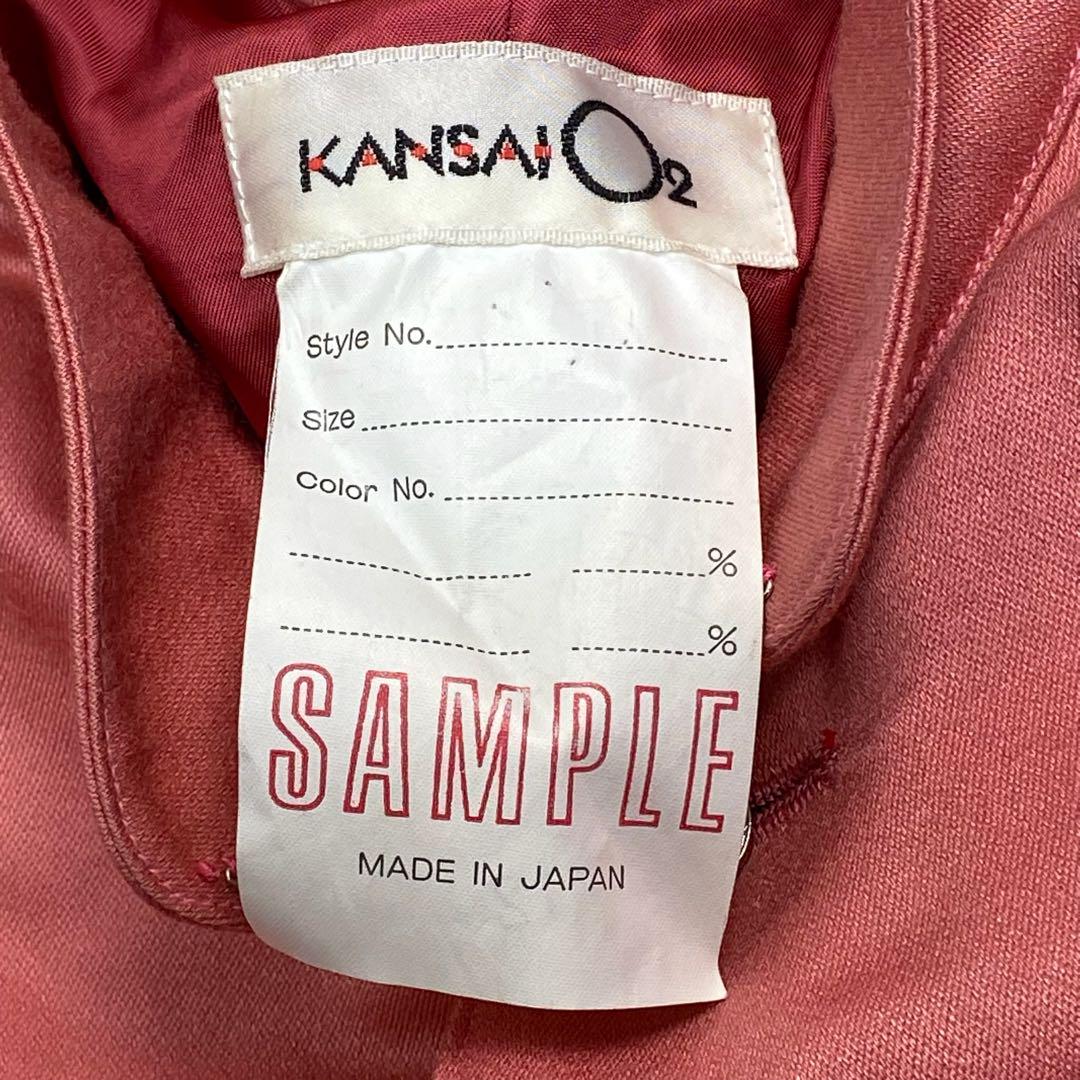 KANSAI O2
Style No.
Size
Color No.
%
%
SAMPLE
MADE IN JAPAN